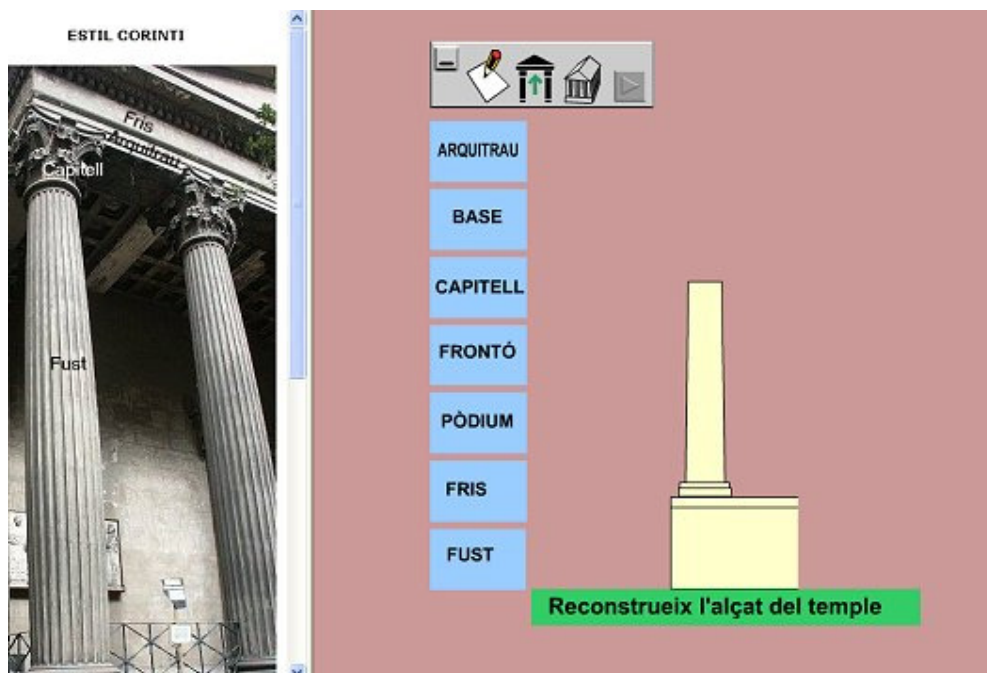 ESTIL CORINTI
Fris
Arquitrau
Capitell
Fust
ARQUITRAU
BASE
CAPITELL
FRONTÓ
PÒDIUM
FRIS
FUST
Reconstrueix l'alçat del temple